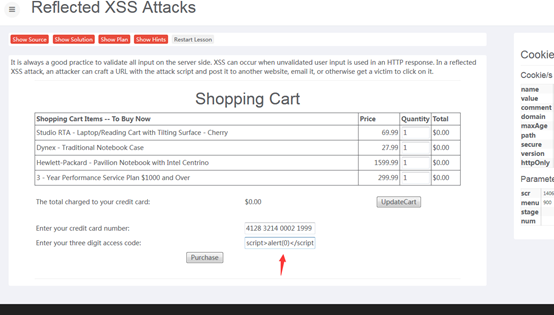 Reflected XSS Attacks
Show Source Show Solution Show Plan Show Hints Restart Lesson
It is always a good practice to validate all input on the server side. XSS can occur when unvalidated user input is used in an HTTP response. In a reflected
XSS attack, an attacker can craft a URL with the attack script and post it to another website, email it, or otherwise get a victim to click on it.
Shopping Cart
Shopping Cart Items -- To Buy Now Price Quantity Total
Studio RTA - Laptop/Reading Cart with Tilting Surface - Cherry 69.99 1 $0.00
Dynex - Traditional Notebook Case 27.99 1 $0.00
Hewlett-Packard - Pavilion Notebook with Intel Centrino 1599.99 1 $0.00
3 - Year Performance Service Plan $1000 and Over 299.99 1 $0.00
The total charged to your credit card: $0.00 UpdateCart
Enter your credit card number: 4128 3214 0002 1999
Enter your three digit access code: script>alert(0)</script
Purchase
Cookie
Cookie/s
name
value
comment
domain
maxAge
path
secure
version
httpOnly
Paramete
scr 1406
menu 900
stage
num